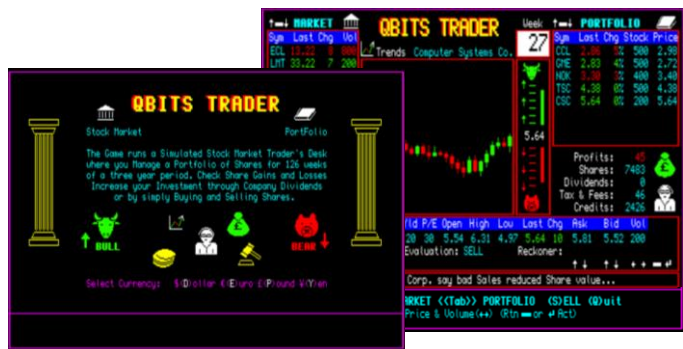 MARKET
QBITS TRADER
Week
PORTFOLIO
Sym Last Chg Vol
Trends Computer Systems Co.
27
Sym Last Chg Stock Price
ECL 13.22
LMT 33.22 7 200
CCL 2.86 500 2.98
GME 2.83 4% 500 2.72
NOK 3.30 400 3.40
TSC 4.38 0% 500 4.38
CSC 5.64 0% 200 5.64
5.64
Profits: 45
Shares: 7483
Dividends: 0
Tax & Fees: 46
Credits: 2426
P/E Open High Low Last Chg Ask Bid Vol
20 30 5.54 6.31 4.97 5.64 10 5.81 5.52 200
Evaluation: SELL Reckoner:
Corp. say bad Sales reduced Share value...
MARKET <<Tab>> PORTFOLIO (S)ELL (Q)uit
Price & Volume(↔) (Rtn or ↵ Act)
QBITS TRADER
Stock Market
PortFolio
The Game runs a Simulated Stock Market Trader's Desk
where you Manage a Portfolio of Shares for 126 weeks
of a three year period. Check Share Gains and Losses
Increase your Investment through Company Dividends
or by simply Buying and Selling Shares.
BULL
BEAR
Select Currency: $(D)ollar €(E)uro £(P)ound ¥(Y)en